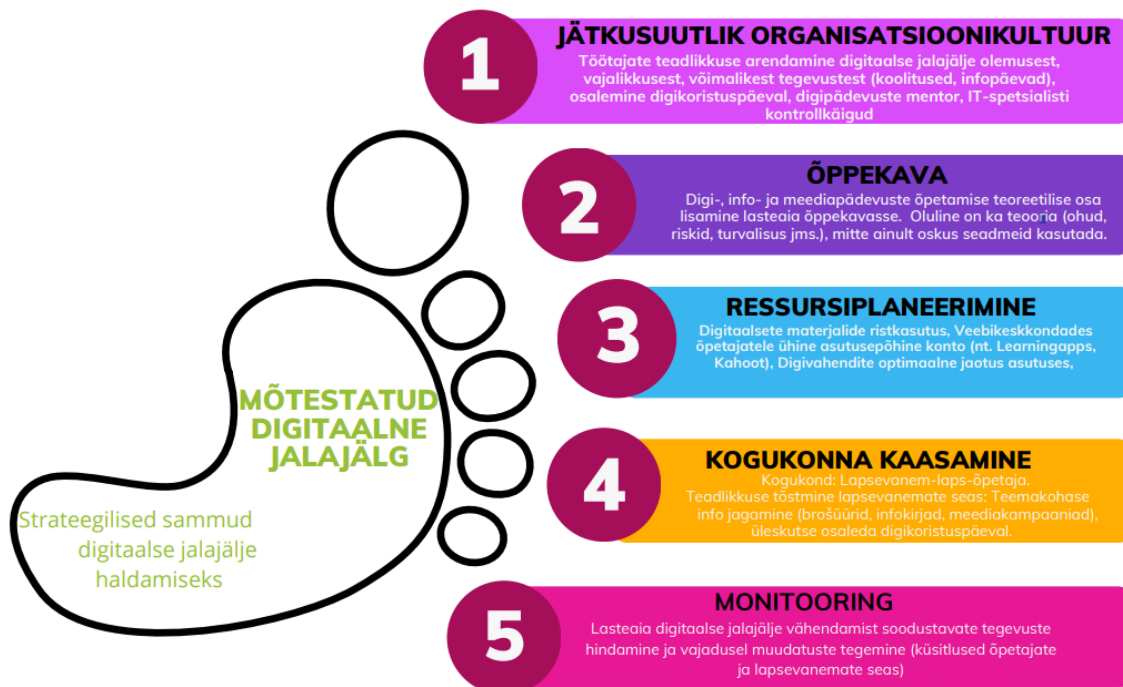 1
JÄTKUSUUTLIK ORGANISATSIOONIKULTUUR
Töötajate teadlikkuse arendamine digitaalse jalajälje olemusest,
vajalikkusest, võimalikest tegevustest (koolitused, infopäevad),
osalemine digikoristuspäeval, digipädevuste mentor, IT-spetsialisti
kontrollkäigud
2
ÕPPEKAVA
Digi-, info- ja meediapädevuste õpetamise teoreetilise osa
lisamine lasteaia õppekavasse. Oluline on ka teooria (ohud,
riskid, turvalisus jms.), mitte ainult oskus seadmeid kasutada.
3
RESSURSIPLANEERIMINE
Digitaalsete materjalide ristkasutus, Veebikeskkondades
õpetajatele ühine asutusepõhine konto (nt. Learningapps,
Kahoot), Digivahendite optimaalne jaotus asutuses,
MÕTESTATUD
DIGITAALNE
JALAJÄLG
Strateegilised sammud
digitaalse jalajälje
haldamiseks
4
KOGUKONNA KAASAMINE
Kogukond: Lapsevanem-laps-õpetaja.
Teadlikkuse tõstmine lapsevanemate seas: Teemakohase
info jagamine (brošüürid, infokirjad, meediakampaaniad),
üleskutse osaleda digikoristuspäeval.
5
MONITOORING
Lasteaia digitaalse jalajälje vähendamist soodustavate tegevuste
hindamine ja vajadusel muudatuste tegemine (küsitlused õpetajate
ja lapsevanemate seas)